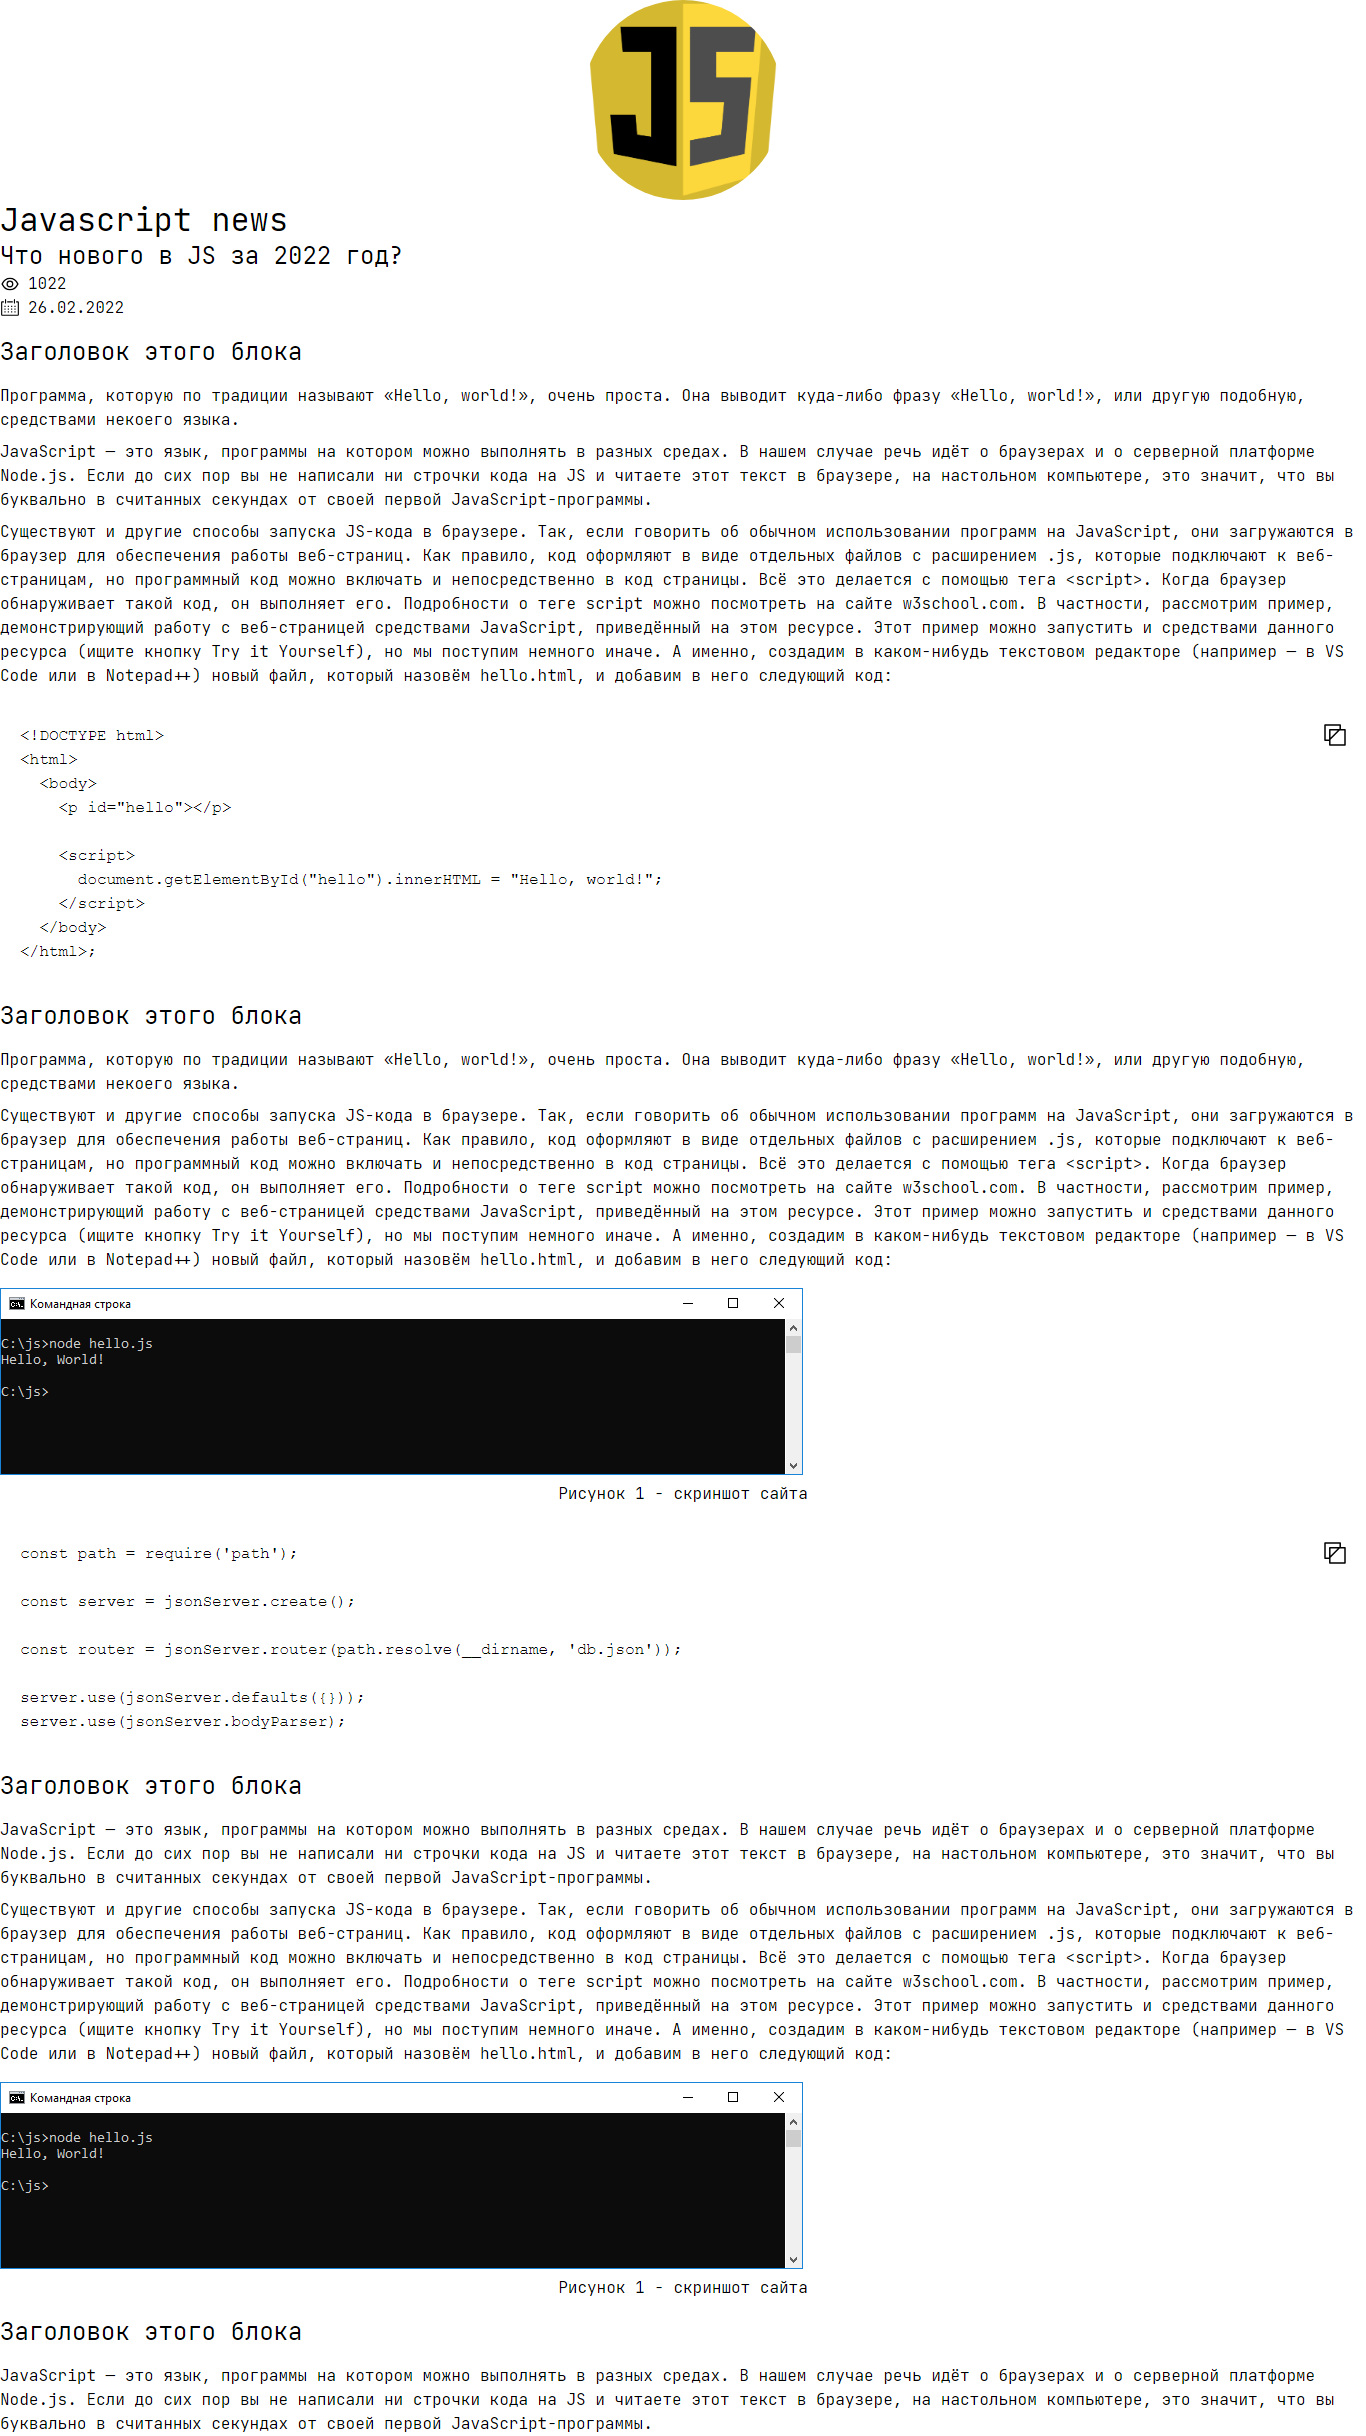 JS
Javascript news
Что нового в JS за 2022 год?
1022
26.02.2022
Заголовок этого блока
Программа, которую по традиции называют «Hello, world!», очень проста. Она выводит куда-либо фразу «Hello, world!», или другую подобную,
средствами некоего языка.
JavaScript — это язык, программы на котором можно выполнять в разных средах. В нашем случае речь идёт о браузерах и о серверной платформе
Node.js. Если до сих пор вы не написали ни строчки кода на JS и читаете этот текст в браузере, на настольном компьютере, это значит, что вы
буквально в считанных секундах от своей первой JavaScript-программы.
Существуют и другие способы запуска JS-кода в браузере. Так, если говорить об обычном использовании программ на JavaScript, они загружаются в
браузер для обеспечения работы веб-страниц. Как правило, код оформляют в виде отдельных файлов с расширением .js, которые подключают к веб-
страницам, но программный код можно включать и непосредственно в код страницы. Всё это делается с помощью тега <script>. Когда браузер
обнаруживает такой код, он выполняет его. Подробности о теге script можно посмотреть на сайте w3school.com. В частности, рассмотрим пример,
демонстрирующий работу с веб-страницей средствами JavaScript, приведённый на этом ресурсе. Этот пример можно запустить и средствами данного
ресурса (ищите кнопку Try it Yourself), но мы поступим немного иначе. А именно, создадим в каком-нибудь текстовом редакторе (например — в VS
Code или в Notepad++) новый файл, который назовём hello.html, и добавим в него следующий код:
<!DOCTYPE html>
<html>
  <body>
    <p id="hello"></p>
    <script>
      document.getElementById("hello").innerHTML = "Hello, world!";
    </script>
  </body>
</html>;
Заголовок этого блока
Программа, которую по традиции называют «Hello, world!», очень проста. Она выводит куда-либо фразу «Hello, world!», или другую подобную,
средствами некоего языка.
Существуют и другие способы запуска JS-кода в браузере. Так, если говорить об обычном использовании программ на JavaScript, они загружаются в
браузер для обеспечения работы веб-страниц. Как правило, код оформляют в виде отдельных файлов с расширением .js, которые подключают к веб-
страницам, но программный код можно включать и непосредственно в код страницы. Всё это делается с помощью тега <script>. Когда браузер
обнаруживает такой код, он выполняет его. Подробности о теге script можно посмотреть на сайте w3school.com. В частности, рассмотрим пример,
демонстрирующий работу с веб-страницей средствами JavaScript, приведённый на этом ресурсе. Этот пример можно запустить и средствами данного
ресурса (ищите кнопку Try it Yourself), но мы поступим немного иначе. А именно, создадим в каком-нибудь текстовом редакторе (например — в VS
Code или в Notepad++) новый файл, который назовём hello.html, и добавим в него следующий код:
Командная строка
C:\js>node hello.js
Hello, World!
C:\js>
Рисунок 1 - скриншот сайта
const path = require('path');
const server = jsonServer.create();
const router = jsonServer.router(path.resolve(__dirname, 'db.json'));
server.use(jsonServer.defaults({}));
server.use(jsonServer.bodyParser);
Заголовок этого блока
JavaScript — это язык, программы на котором можно выполнять в разных средах. В нашем случае речь идёт о браузерах и о серверной платформе
Node.js. Если до сих пор вы не написали ни строчки кода на JS и читаете этот текст в браузере, на настольном компьютере, это значит, что вы
буквально в считанных секундах от своей первой JavaScript-программы.
Существуют и другие способы запуска JS-кода в браузере. Так, если говорить об обычном использовании программ на JavaScript, они загружаются в
браузер для обеспечения работы веб-страниц. Как правило, код оформляют в виде отдельных файлов с расширением .js, которые подключают к веб-
страницам, но программный код можно включать и непосредственно в код страницы. Всё это делается с помощью тега <script>. Когда браузер
обнаруживает такой код, он выполняет его. Подробности о теге script можно посмотреть на сайте w3school.com. В частности, рассмотрим пример,
демонстрирующий работу с веб-страницей средствами JavaScript, приведённый на этом ресурсе. Этот пример можно запустить и средствами данного
ресурса (ищите кнопку Try it Yourself), но мы поступим немного иначе. А именно, создадим в каком-нибудь текстовом редакторе (например — в VS
Code или в Notepad++) новый файл, который назовём hello.html, и добавим в него следующий код:
Командная строка
C:\js>node hello.js
Hello, World!
C:\js>
Рисунок 1 - скриншот сайта
Заголовок этого блока
JavaScript — это язык, программы на котором можно выполнять в разных средах. В нашем случае речь идёт о браузерах и о серверной платформе
Node.js. Если до сих пор вы не написали ни строчки кода на JS и читаете этот текст в браузере, на настольном компьютере, это значит, что вы
буквально в считанных секундах от своей первой JavaScript-программы.